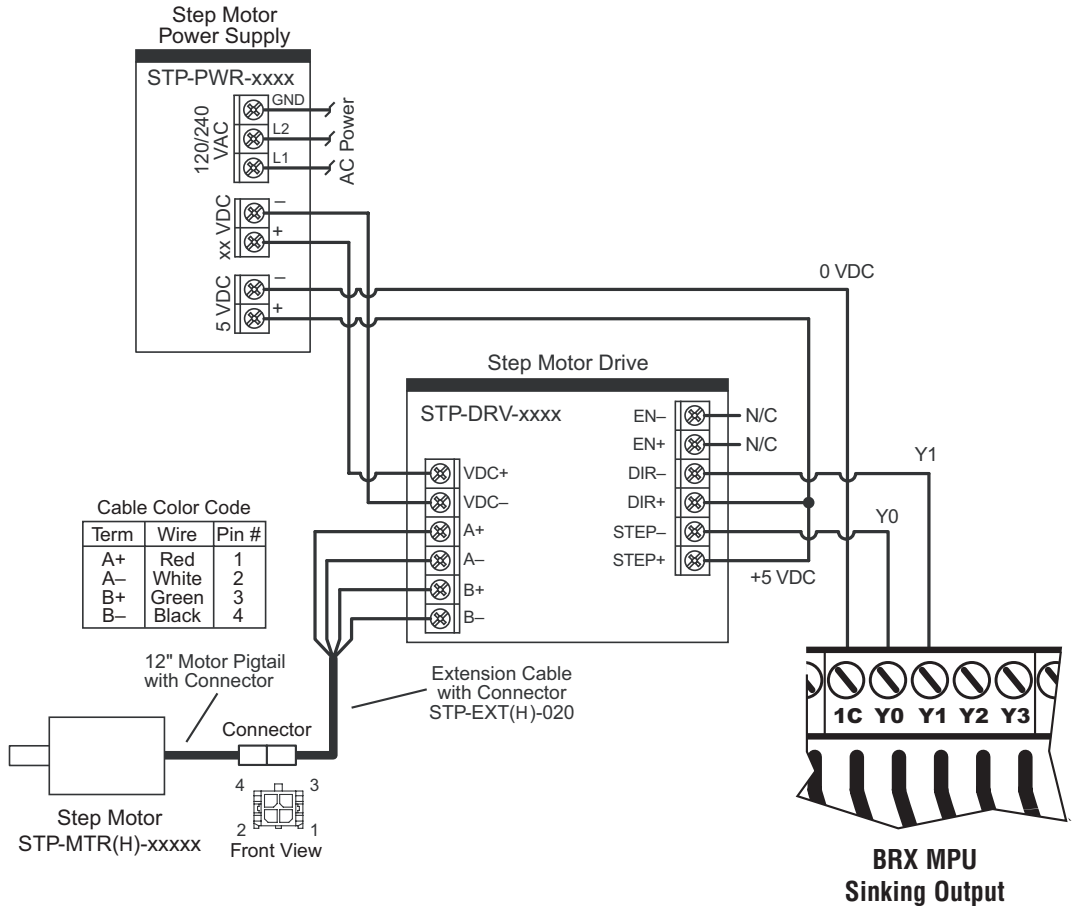 Step Motor
Power Supply
STP-PWR-xxxx
120/240
VAC
GND
L2
L1
AC Power
xx VDC
–
+
5 VDC
–
+
0 VDC
Step Motor Drive
STP-DRV-xxxx
EN–
N/C
EN+
N/C
DIR–
Y1
DIR+
STEP–
Y0
STEP+
+5 VDC
VDC+
VDC–
A+
A–
B+
B–
Cable Color Code
Term Wire Pin #
A+ Red 1
A– White 2
B+ Green 3
B– Black 4
12" Motor Pigtail
with Connector
Extension Cable
with Connector
STP-EXT(H)-020
Connector
4 3
2 1
Front View
Step Motor
STP-MTR(H)-xxxxx
1C Y0 Y1 Y2 Y3
BRX MPU
Sinking Output